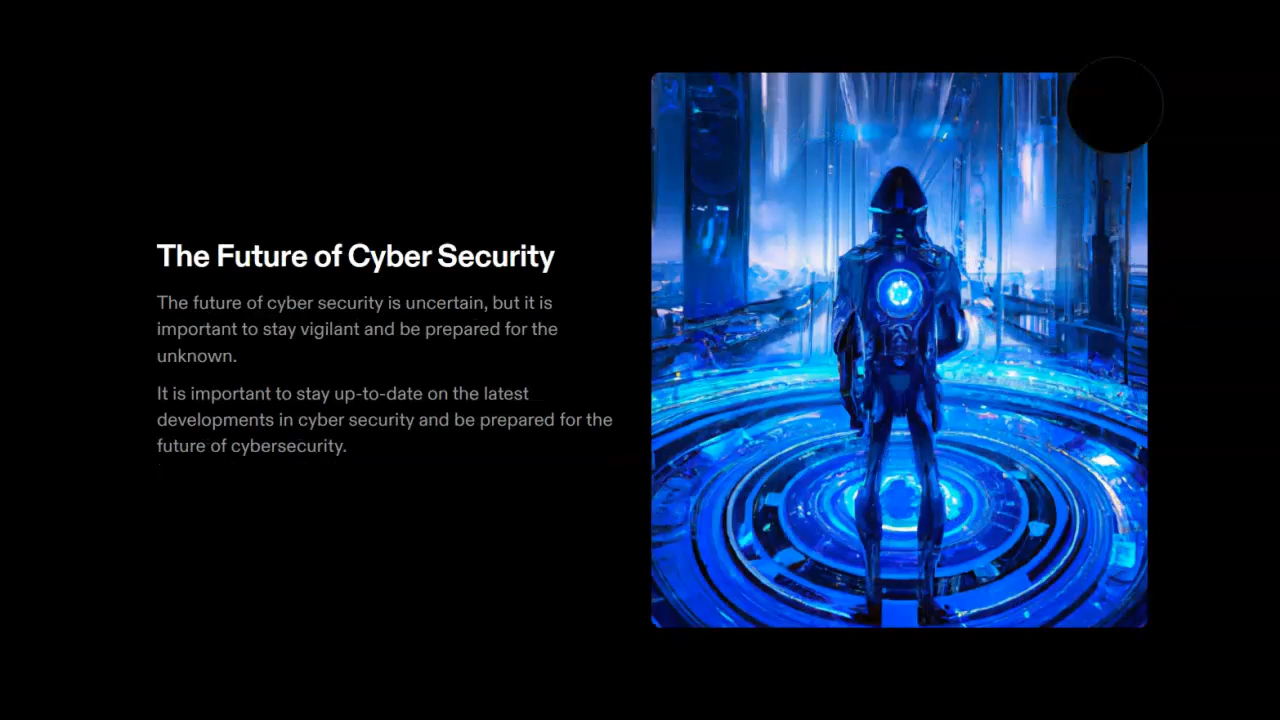 The Future of Cyber Security
The future of cyber security is uncertain, but it is
important to stay vigilant and be prepared for the
unknown.
It is important to stay up-to-date on the latest
developments in cyber security and be prepared for the
future of cybersecurity.